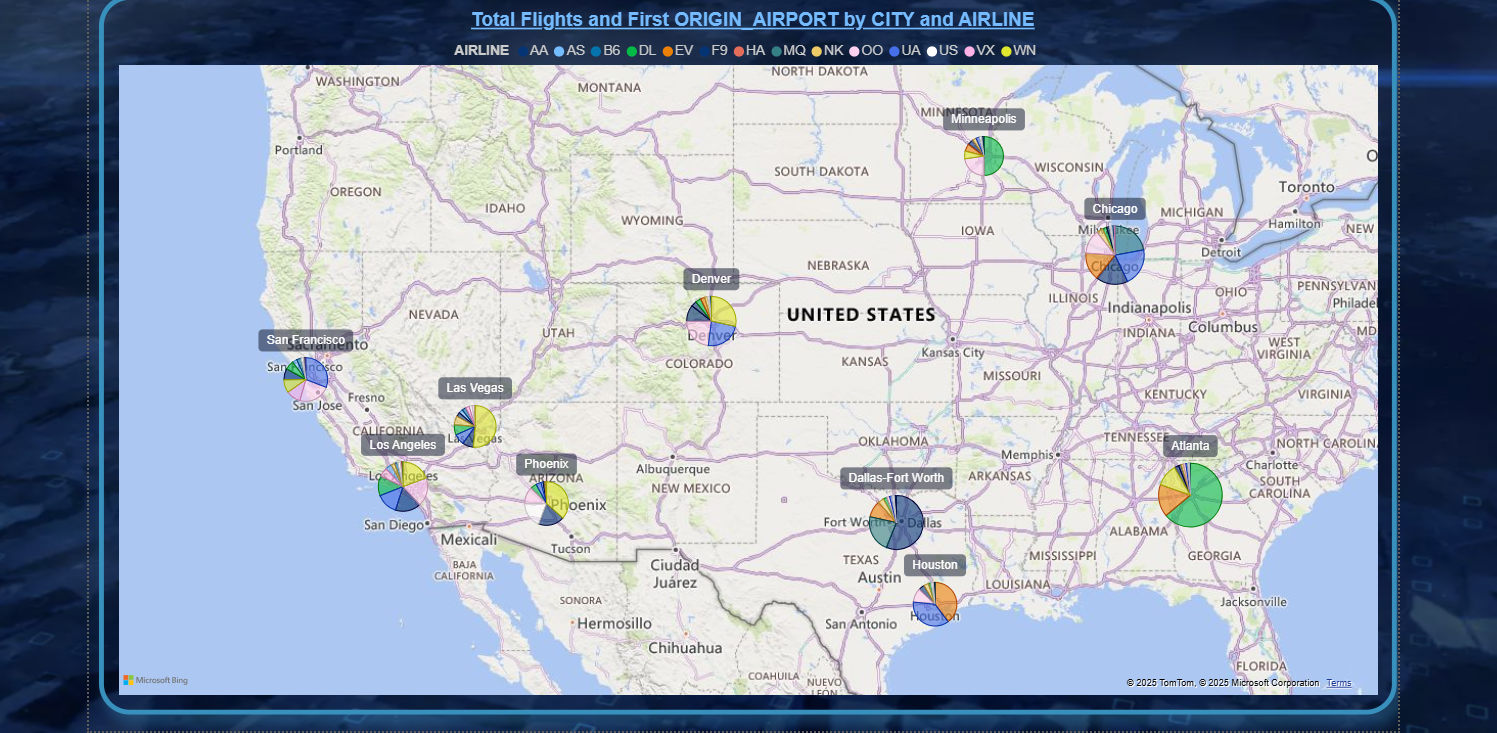 Total Flights and First ORIGIN_AIRPORT by CITY and AIRLINE
AIRLINE AA AS B6 DL EV F9 HA MQ NK OO UA US VX WN
WASHINGTON
MONTANA
NORTH DAKOTA
MINNESOTA
Minneapolis
Portland
OREGON
IDAHO
WYOMING
SOUTH DAKOTA
WISCONSIN
Toronto
Hamilton
NEW
MICHIGAN
Chicago
Detroit
IOWA
Chicago
NEBRASKA
Denver
Denver
NEVADA
UTAH
COLORADO
UNITED STATES
KANSAS
Kansas City
MISSOURI
ILLINOIS
Indianapolis
INDIANA
OHIO
Columbus
PENNSYLVAN
Philadel
MD
WEST
VIRGINIA
VIRGINIA
KENTUCKY
San Francisco
San Jose
Fresno
CALIFORNIA
Las Vegas
Las Vegas
Los Angeles
Los Angeles
San Diego
Mexicali
BAJA
CALIFORNIA
Phoenix
ARIZONA
Phoenix
Tucson
Albuquerque
NEW MEXICO
OKLAHOMA
Dallas-Fort Worth
Fort Worth
Dallas
ARKANSAS
Memphis
TENNESSEE
Atlanta
NORTH CAROLIN
Charlotte
SOUTH
CAROLINA
ALABAMA
GEORGIA
MISSISSIPPI
LOUISIANA
TEXAS
Austin
Houston
Houston
San Antonio
Ciudad
Juárez
SONORA
Hermosillo
Chihuahua
COAHUILA
NUEVO
LEÓN
Jacksonville
FLORIDA
Microsoft Bing
© 2025 TomTom, © 2025 Microsoft Corporation Terms